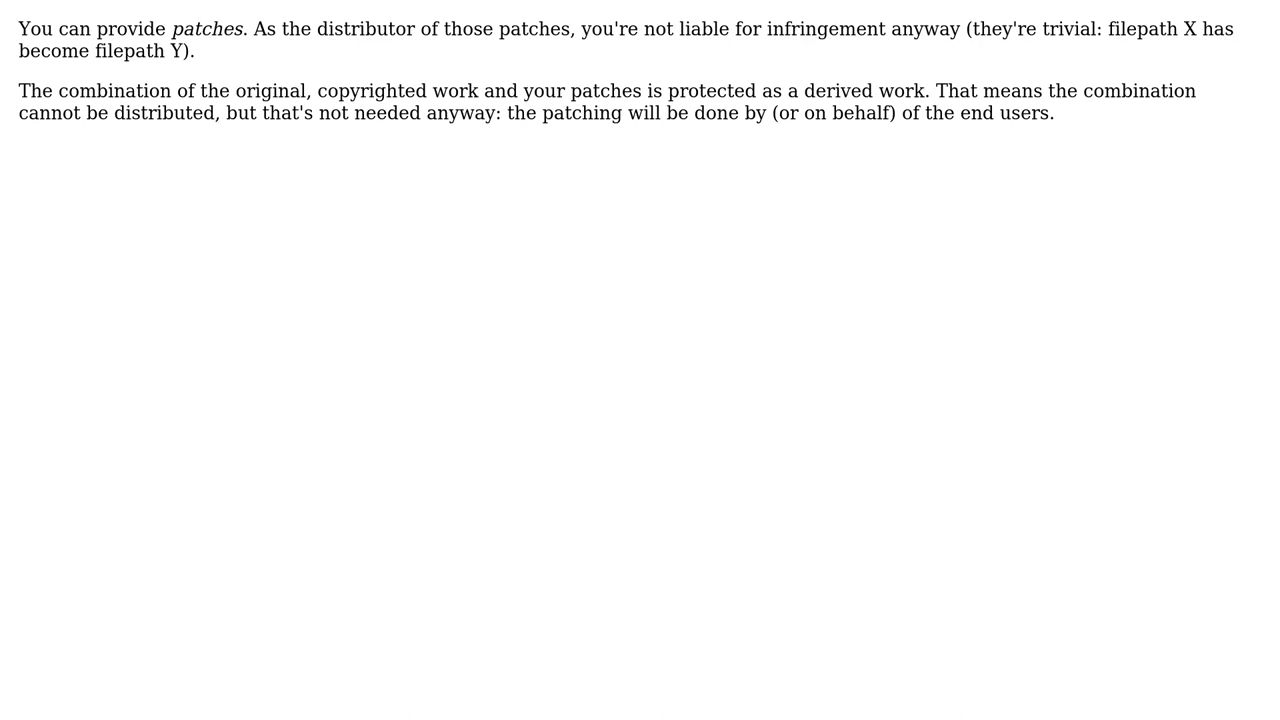 You can provide patches. As the distributor of those patches, you're not liable for infringement anyway (they're trivial: filepath X has
become filepath Y).
The combination of the original, copyrighted work and your patches is protected as a derived work. That means the combination
cannot be distributed, but that's not needed anyway: the patching will be done by (or on behalf) of the end users.